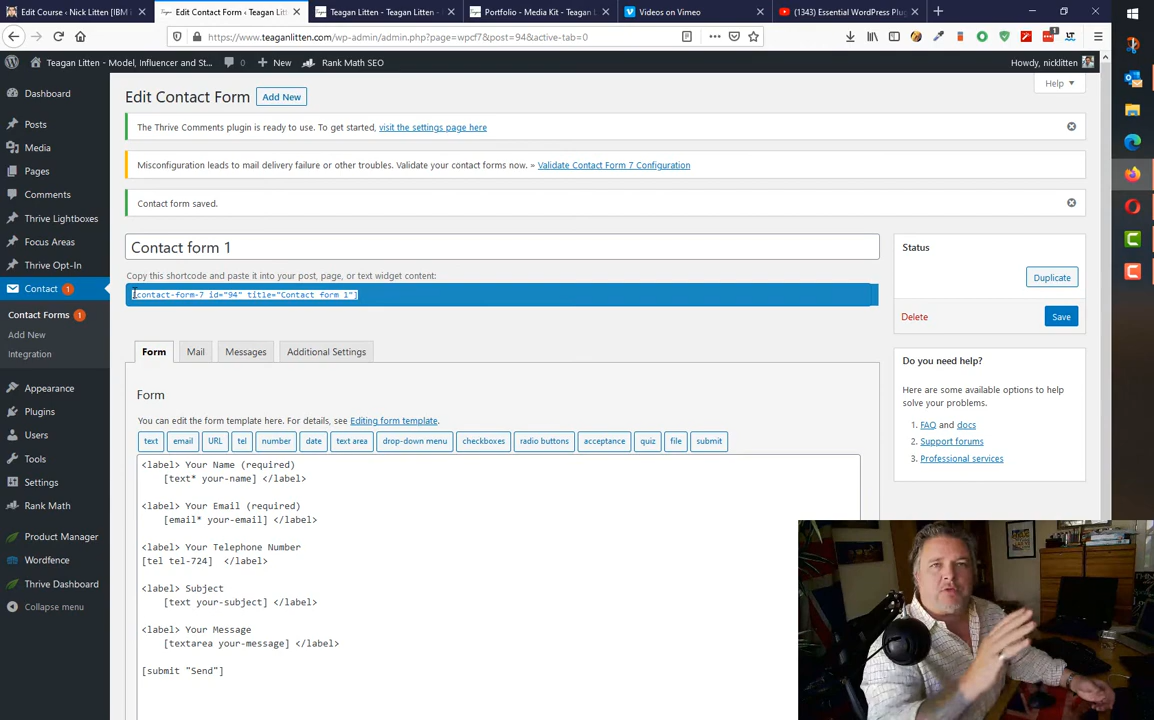 Edit Course ‹ Nick Litten [IBM i
Edit Contact Form ‹ Teagan Litt
Teagan Litten - Teagan Litten -
Portfolio - Media Kit - Teagan L
Videos on Vimeo
(1343) Essential WordPress Plug
https://www.teaganlitten.com/wp-admin/admin.php?page=wpcf7&post=94&active-tab=0
Teagan Litten - Model, Influencer and St...
0
New
Rank Math SEO
Howdy, nicklitten
Dashboard
Posts
Media
Pages
Comments
Thrive Lightboxes
Focus Areas
Thrive Opt-In
Contact 1
Contact Forms 1
Add New
Integration
Appearance
Plugins
Users
Tools
Settings
Rank Math
Product Manager
Wordfence
Thrive Dashboard
Collapse menu
Help
Edit Contact Form
Add New
The Thrive Comments plugin is ready to use. To get started, visit the settings page here
Misconfiguration leads to mail delivery failure or other troubles. Validate your contact forms now. » Validate Contact Form 7 Configuration
Contact form saved.
Contact form 1
Copy this shortcode and paste it into your post, page, or text widget content:
[contact-form-7 id="94" title="Contact form 1"]
Form
Mail
Messages
Additional Settings
Form
You can edit the form template here. For details, see Editing form template.
text
email
URL
tel
number
date
text area
drop-down menu
checkboxes
radio buttons
acceptance
quiz
file
submit
<label> Your Name (required)
[text* your-name] </label>
<label> Your Email (required)
[email* your-email] </label>
<label> Your Telephone Number
[tel tel-724] </label>
<label> Subject
[text your-subject] </label>
<label> Your Message
[textarea your-message] </label>
[submit "Send"]
Status
Duplicate
Delete
Save
Do you need help?
Here are some available options to help
solve your problems.
1. FAQ and docs
2. Support forums
3. Professional services